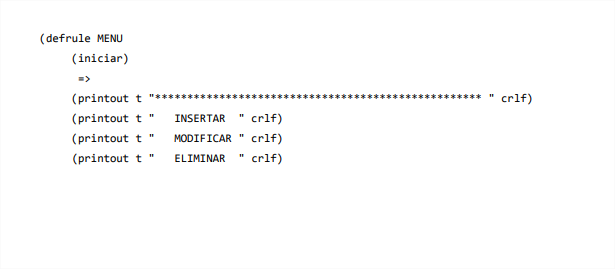 (defrule MENU
(iniciar)
=>
(printout t "*************************************************** " crlf)
(printout t "   INSERTAR  " crlf)
(printout t "   MODIFICAR " crlf)
(printout t "   ELIMINAR  " crlf)